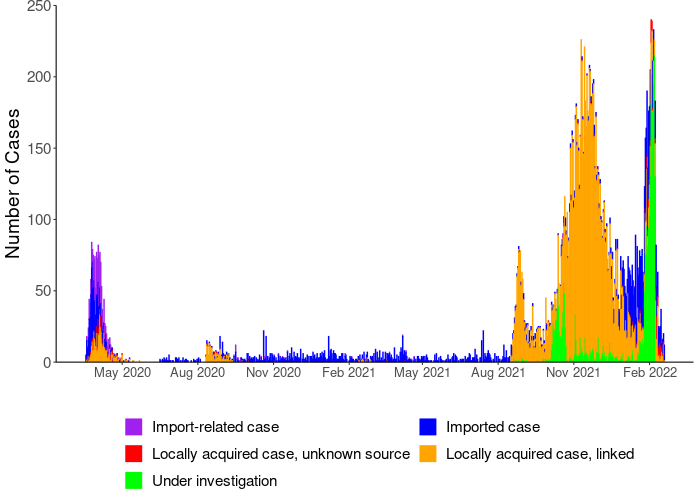 250
200
150
100
50
0
Number of Cases
May 2020 Aug 2020 Nov 2020 Feb 2021 May 2021 Aug 2021 Nov 2021 Feb 2022
Import-related case Imported case
Locally acquired case, unknown source Locally acquired case, linked
Under investigation